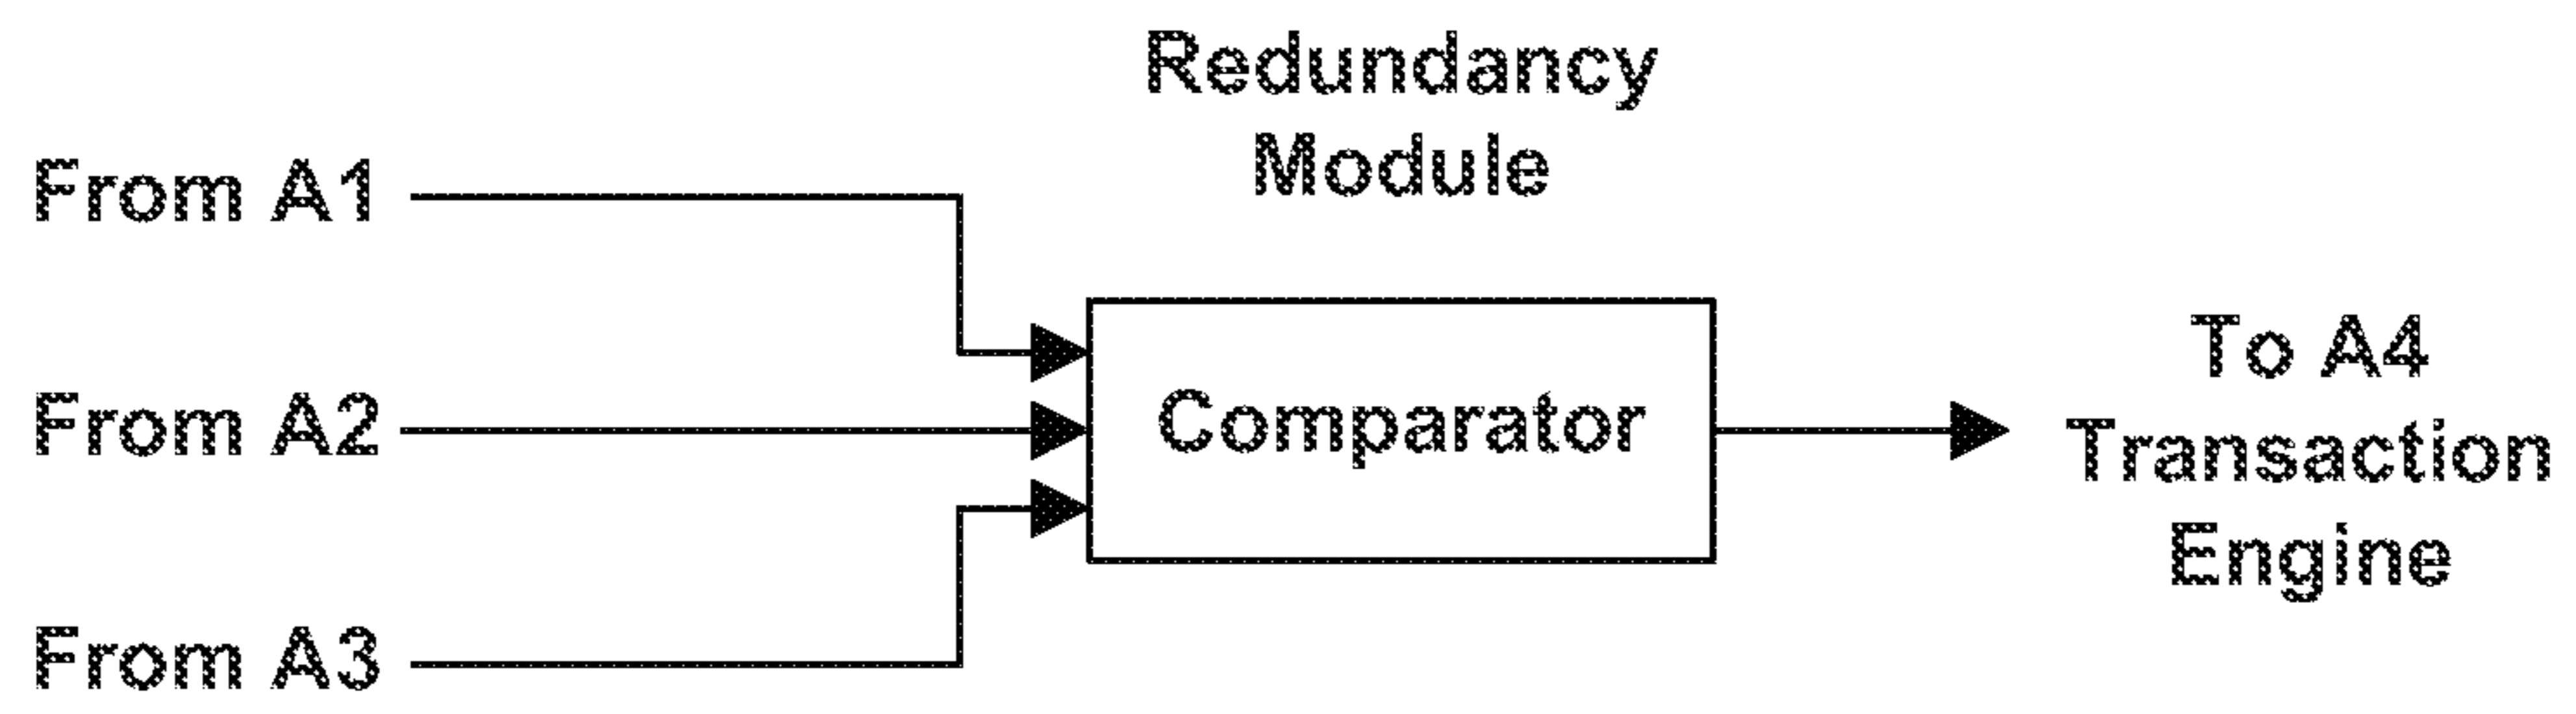 Redundancy
Module
From A1
From A2
From A3
Comparator
To A4
Transaction
Engine